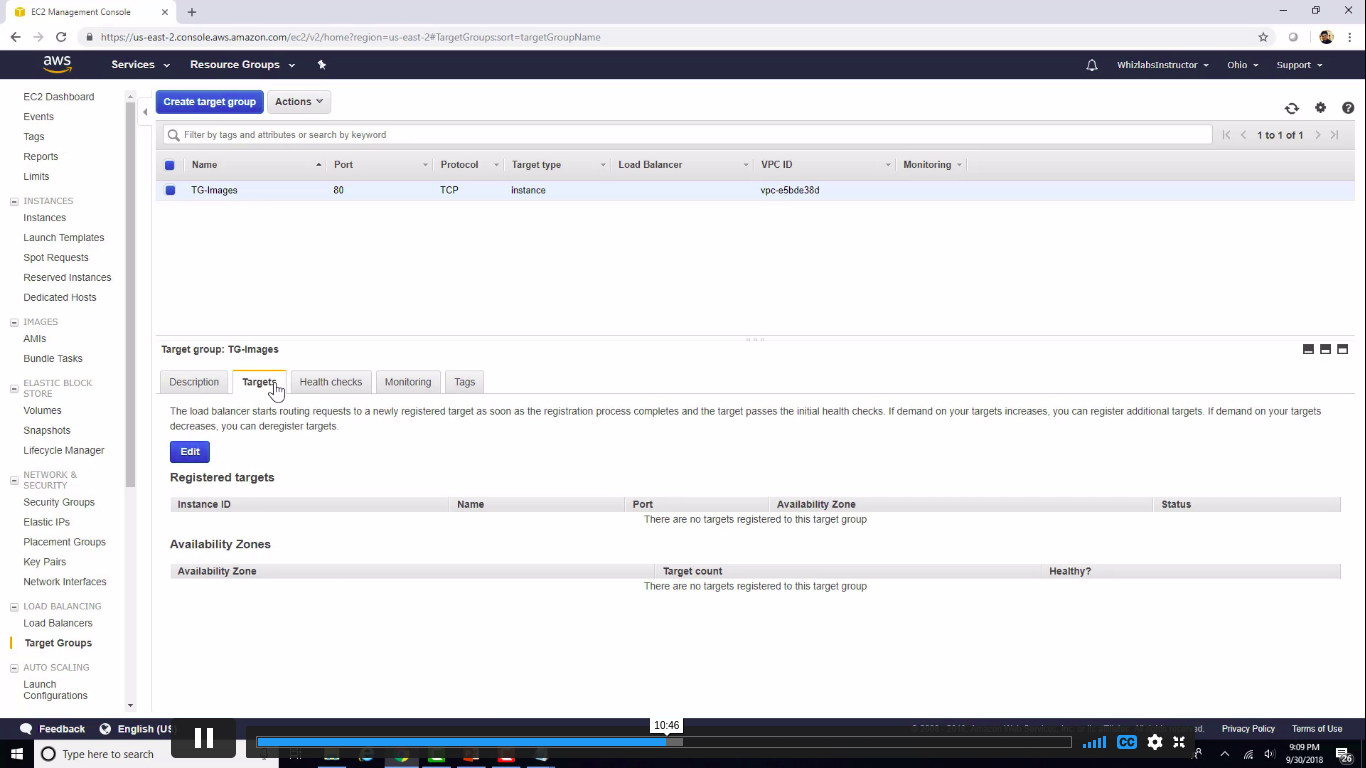 EC2 Management Console
https://us-east-2.console.aws.amazon.com/ec2/v2/home?region=us-east-2#TargetGroups:sort=targetGroupName
aws Services Resource Groups WhizlabsInstructor Ohio Support
EC2 Dashboard
Events
Tags
Reports
Limits
INSTANCES
Instances
Launch Templates
Spot Requests
Reserved Instances
Dedicated Hosts
IMAGES
AMIs
Bundle Tasks
ELASTIC BLOCK
STORE
Volumes
Snapshots
Lifecycle Manager
NETWORK &
SECURITY
Security Groups
Elastic IPs
Placement Groups
Key Pairs
Network Interfaces
LOAD BALANCING
Load Balancers
Target Groups
AUTO SCALING
Launch
Configurations
Create target group Actions
Filter by tags and attributes or search by keyword 1 to 1 of 1
Name Port Protocol Target type Load Balancer VPC ID Monitoring
TG-Images 80 TCP instance vpc-e5bde38d
Target group: TG-Images
Description Targets Health checks Monitoring Tags
The load balancer starts routing requests to a newly registered target as soon as the registration process completes and the target passes the initial health checks. If demand on your targets increases, you can register additional targets. If demand on your targets
decreases, you can deregister targets.
Edit
Registered targets
Instance ID Name Port Availability Zone Status
There are no targets registered to this target group
Availability Zones
Availability Zone Target count Healthy?
There are no targets registered to this target group
10:46
Feedback English (US Privacy Policy Terms of Use
Type here to search
CC
9:09 PM
9/30/2018
26